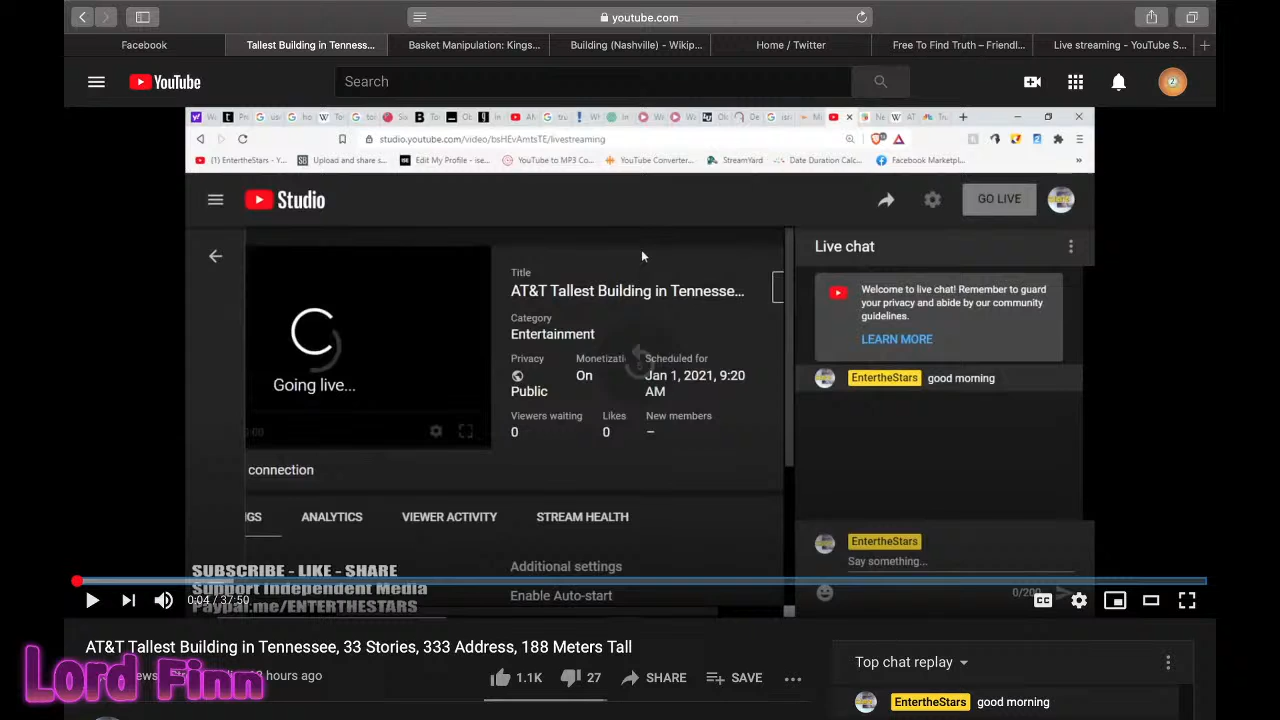 youtube.com
Facebook
Tallest Building in Tenness...
Basket Manipulation: Kings...
Building (Nashville) - Wikip...
Home / Twitter
Free To Find Truth – Friendl...
Live streaming - YouTube S...
YouTube
Search
studio.youtube.com/video/bsHEvAmtsTE/livestreaming
EntertheStars - Y...
Upload and share s...
Edit My Profile - ise...
YouTube to MP3 Co...
YouTube Converter...
StreamYard
Date Duration Calc...
Facebook Marketpl...
Studio
GO LIVE
Live chat
Title
AT&T Tallest Building in Tennesse...
Category
Entertainment
Privacy
Monetizati
Scheduled for
Public
On
Jan 1, 2021, 9:20
AM
Viewers waiting
Likes
New members
0
0
–
Going live...
connection
Welcome to live chat! Remember to guard
your privacy and abide by our community
guidelines.
LEARN MORE
EntertheStars good morning
GS
ANALYTICS
VIEWER ACTIVITY
STREAM HEALTH
Additional settings
Enable Auto-start
EntertheStars
Say something...
0/200
SUBSCRIBE - LIKE - SHARE
Support Independent Media
Paypal.me/ENTERTHESTARS
0:04 / 37:50
AT&T Tallest Building in Tennessee, 33 Stories, 333 Address, 188 Meters Tall
hours ago
1.1K
27
SHARE
SAVE
Top chat replay
EntertheStars good morning
Lord Finn